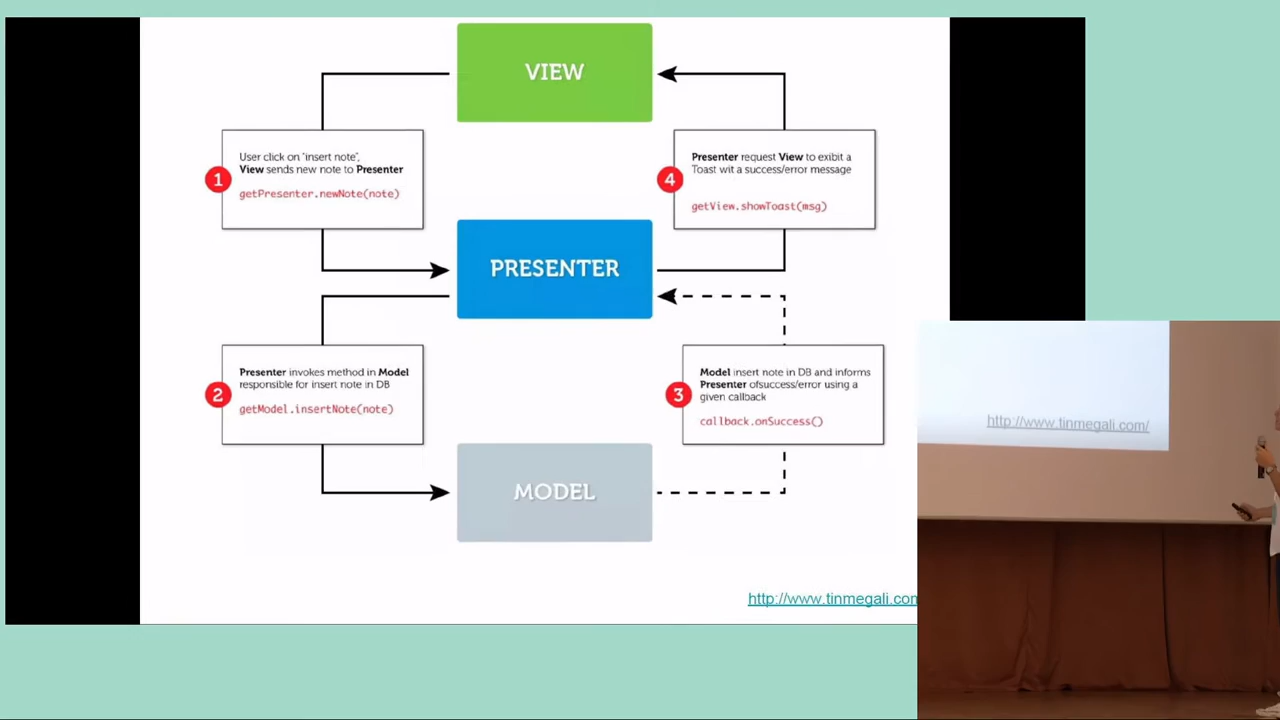 VIEW
1
User click on "insert note",
View sends new note to Presenter
getPresenter.newNote(note)
4
Presenter request View to exibit a
Toast wit a success/error message
getView.showToast(msg)
PRESENTER
2
Presenter invokes method in Model
responsible for insert note in DB
getModel.insertNote(note)
3
Model insert note in DB and informs
Presenter ofsuccess/error using a
given callback
callback.onSuccess()
MODEL
http://www.tinmegali.com
http://www.tinmegali.com/